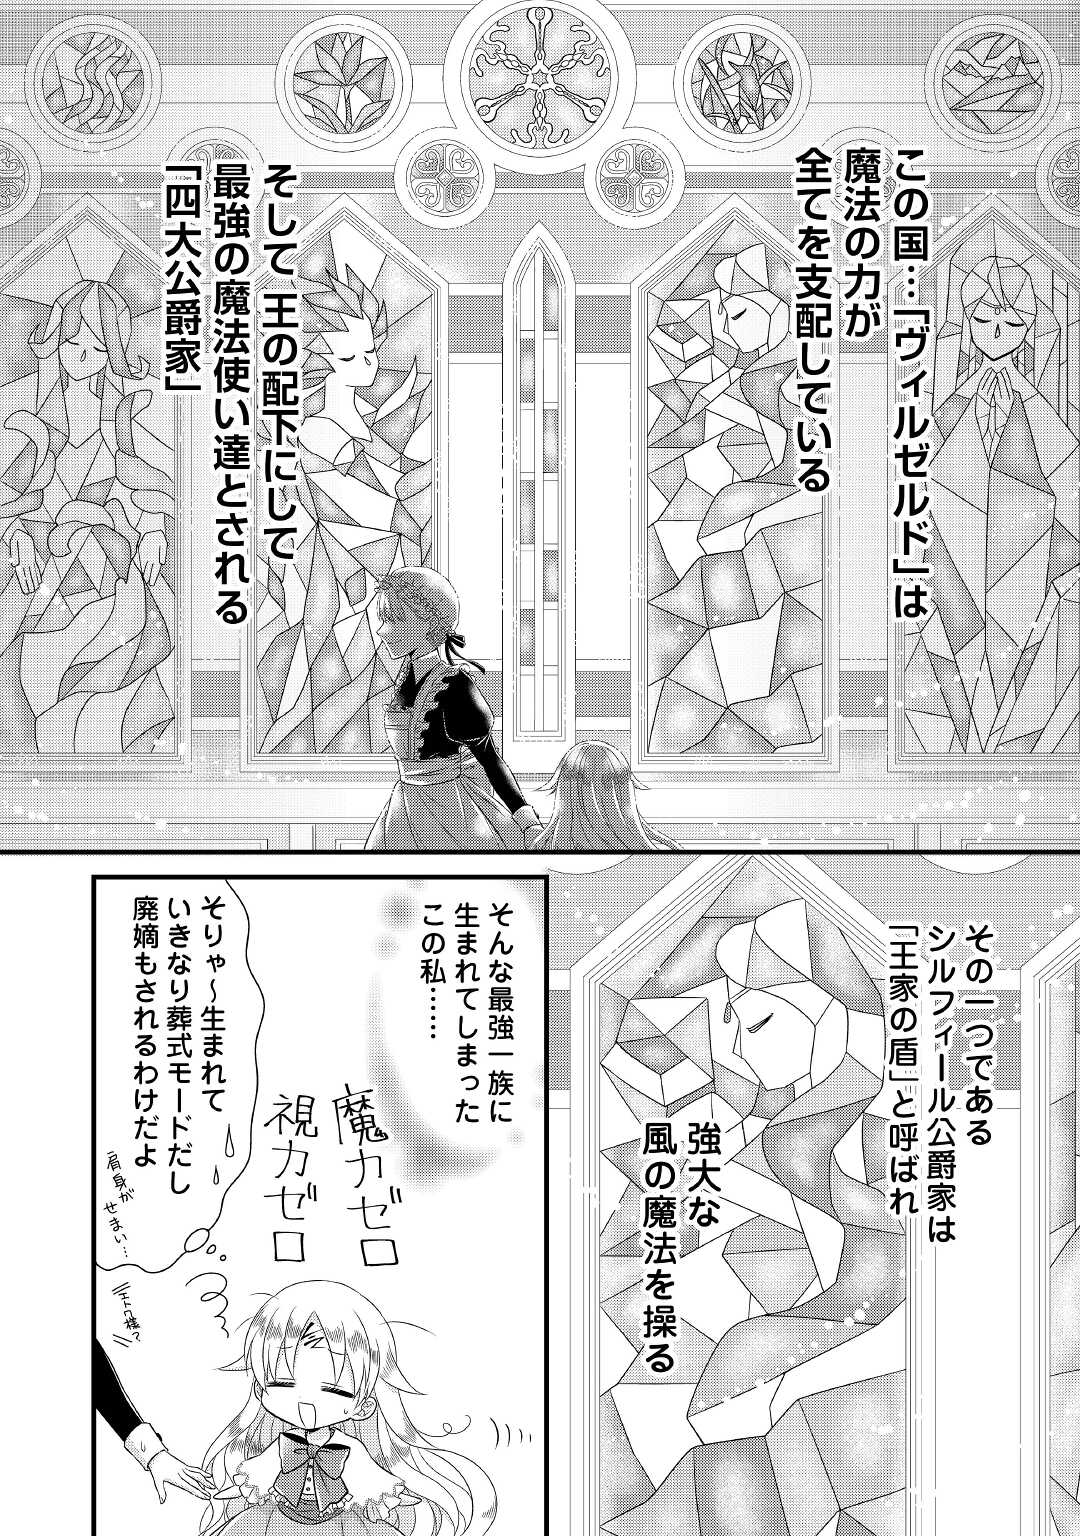 この国…「ヴィルゼルド」は
魔法の力が
全てを支配している
そして 王の配下にして
最強の魔法使い達とされる
「四大公爵家」
その一つである
シルフィール公爵家は
「王家の盾」と呼ばれ
強大な
風の魔法を操る
そんな最強一族に
生まれてしまった
この私……
魔力ゼロ
視力ゼロ
そりゃ～生まれて
いきなり葬式モードだし
廃嫡もされるわけだよ
肩身が
せまい…
エトワ様?